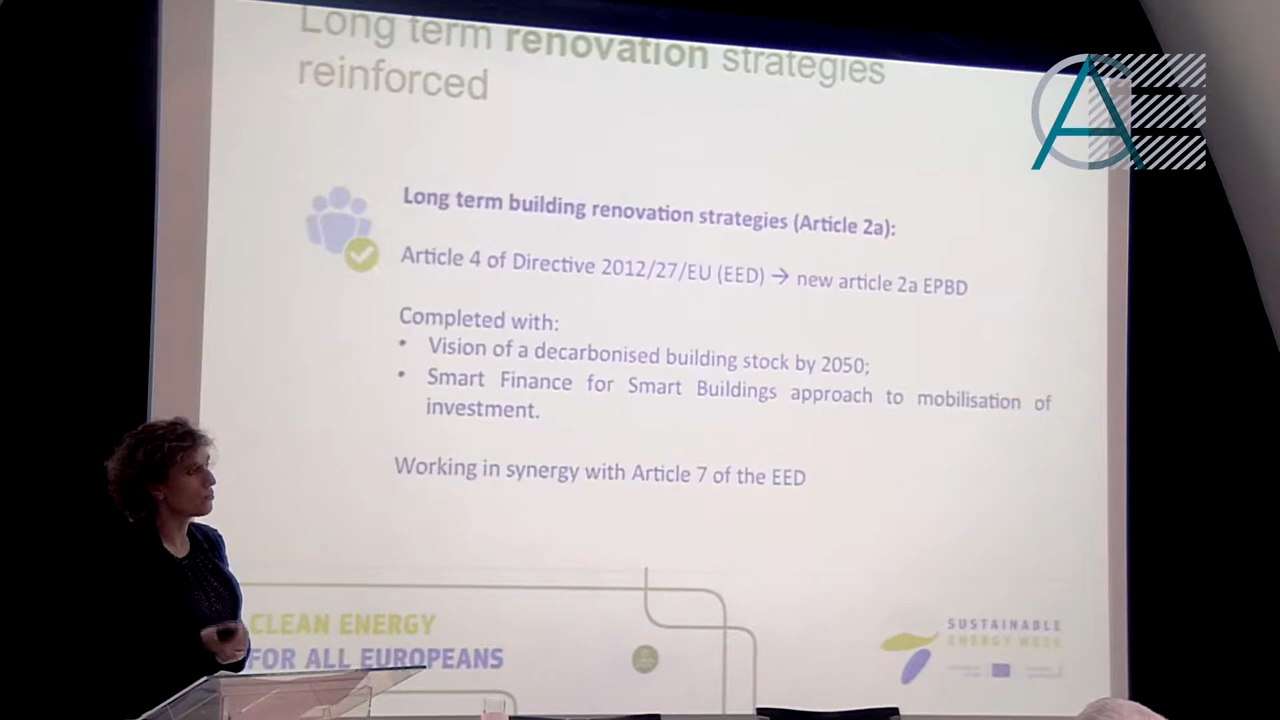 Long term renovation strategies
reinforced
Long term building renovation strategies (Article 2a):
Article 4 of Directive 2012/27/EU (EED) → new article 2a EPBD
Completed with:
• Vision of a decarbonised building stock by 2050;
• Smart Finance for Smart Buildings approach to mobilisation of
investment.
Working in synergy with Article 7 of the EED
CLEAN ENERGY
FOR ALL EUROPEANS
SUSTAINABLE
ENERGY WEEK